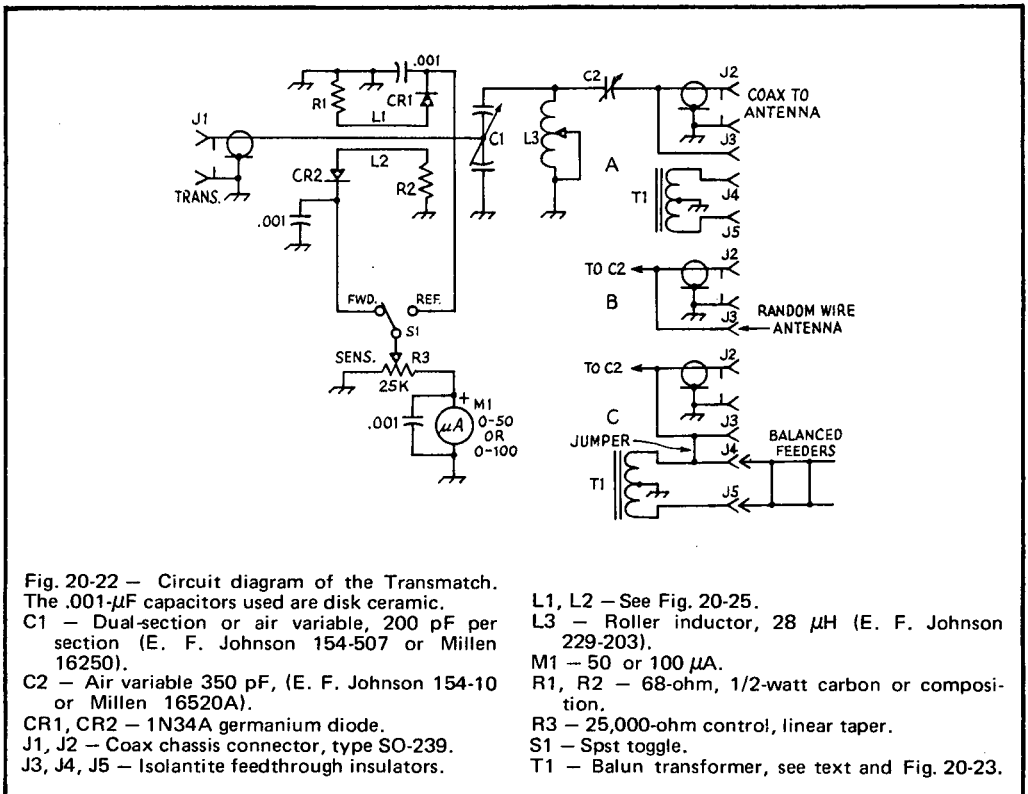 .001
R1
CR1
L1
J1
TRANS.
L2
CR2
R2
.001
C1
L3
C2
A
J2
COAX TO
ANTENNA
J3
T1
J4
J5
FWD.
REF.
S1
SENS.
R3
25K
.001
+
M1
μA
0-50
OR
0-100
TO C2
B
J2
J3
RANDOM WIRE
ANTENNA
TO C2
C
J2
J3
JUMPER
J4
BALANCED
FEEDERS
T1
J5
Fig. 20-22 — Circuit diagram of the Transmatch.
The .001-μF capacitors used are disk ceramic.
C1 — Dual-section or air variable, 200 pF per
section (E. F. Johnson 154-507 or Millen
16250).
C2 — Air variable 350 pF, (E. F. Johnson 154-10
or Millen 16520A).
CR1, CR2 — 1N34A germanium diode.
J1, J2 — Coax chassis connector, type SO-239.
J3, J4, J5 — Isolantite feedthrough insulators.
L1, L2 — See Fig. 20-25.
L3 — Roller inductor, 28 μH (E. F. Johnson
229-203).
M1 — 50 or 100 μA.
R1, R2 — 68-ohm, 1/2-watt carbon or composi-
tion.
R3 — 25,000-ohm control, linear taper.
S1 — Spst toggle.
T1 — Balun transformer, see text and Fig. 20-23.